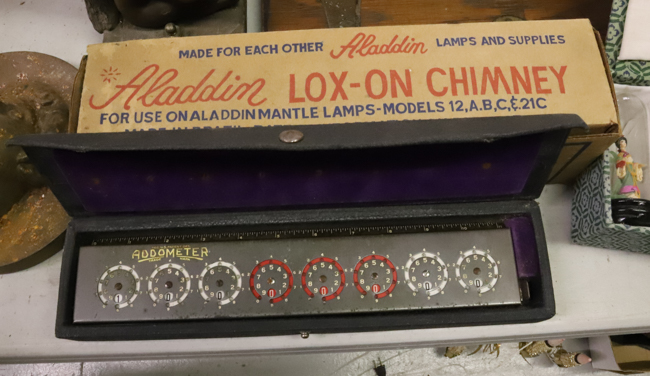 MADE FOR EACH OTHER Aladdin LAMPS AND SUPPLIES
Aladdin LOX-ON CHIMNEY
FOR USE ON ALADDIN MANTLE LAMPS-MODELS 12,A.B,C,&.21C
ADDOMETER